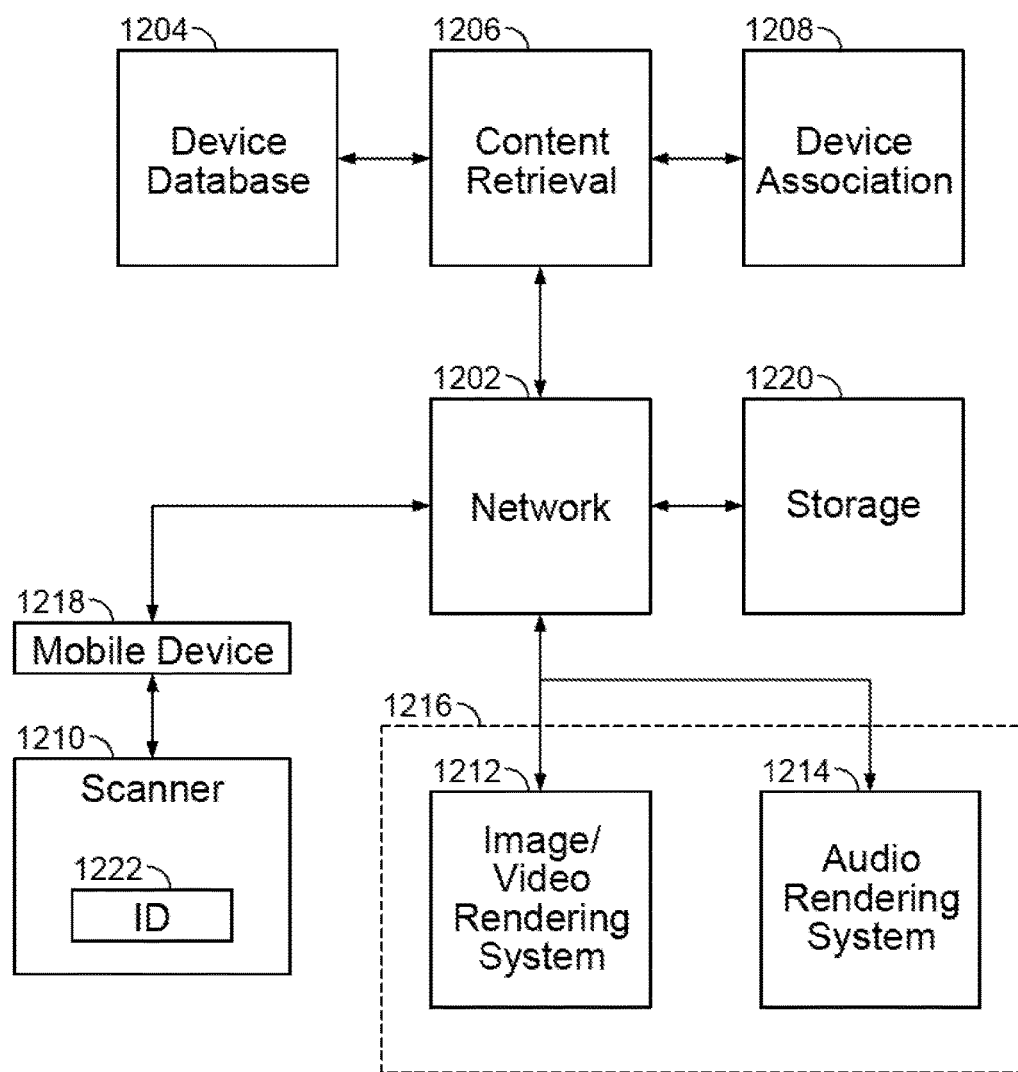 1204
1206
1208
Device
Database
Content
Retrieval
Device
Association
1202
1220
Network
Storage
1218
Mobile Device
1216
1210
Scanner
1222
ID
1212
1214
Image/
Video
Rendering
System
Audio
Rendering
System